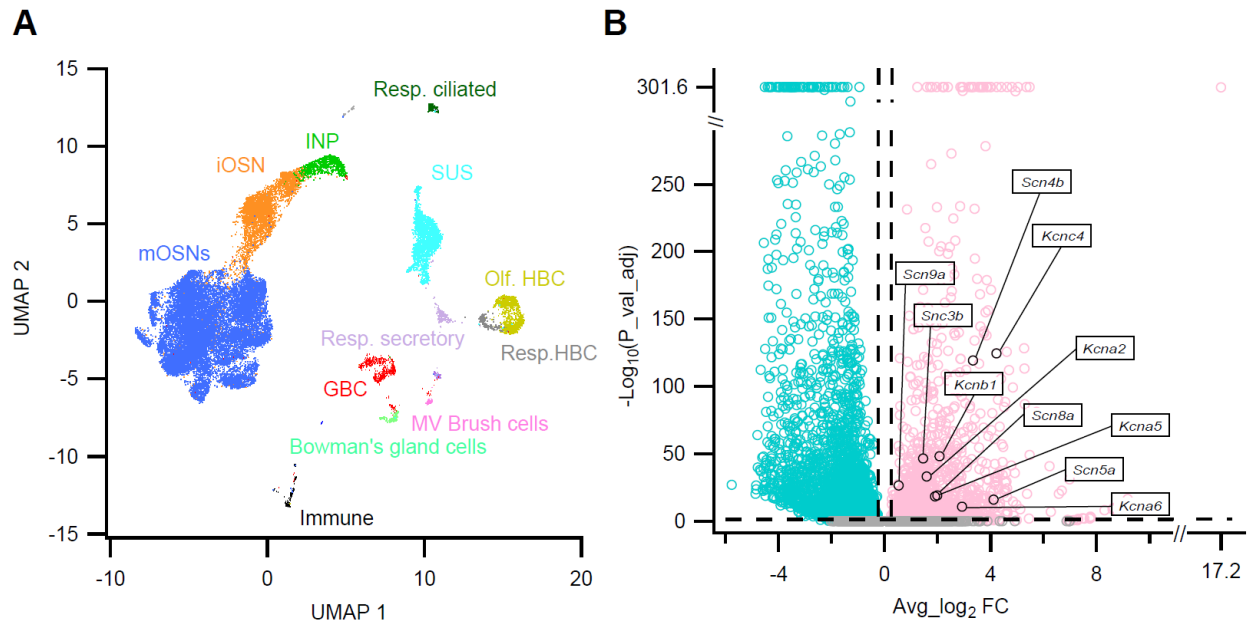 A
15
10
5
0
-5
-10
-15
UMAP 2
-10
0
10
20
UMAP 1
Resp. ciliated
INP
iOSN
SUS
mOSNs
Olf. HBC
Resp. secretory
Resp.HBC
GBC
MV Brush cells
Bowman's gland cells
Immune
B
301.6
250
200
150
100
50
0
-Log10(P_val_adj)
-4
0
4
8
17.2
Avg_log2 FC
Scn4b
Kcnc4
Scn9a
Snc3b
Kcna2
Kcnb1
Scn8a
Kcna5
Scn5a
Kcna6